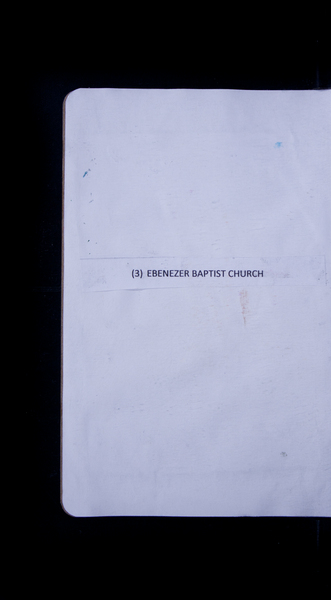 (3) EBENEZER BAPTIST CHURCH